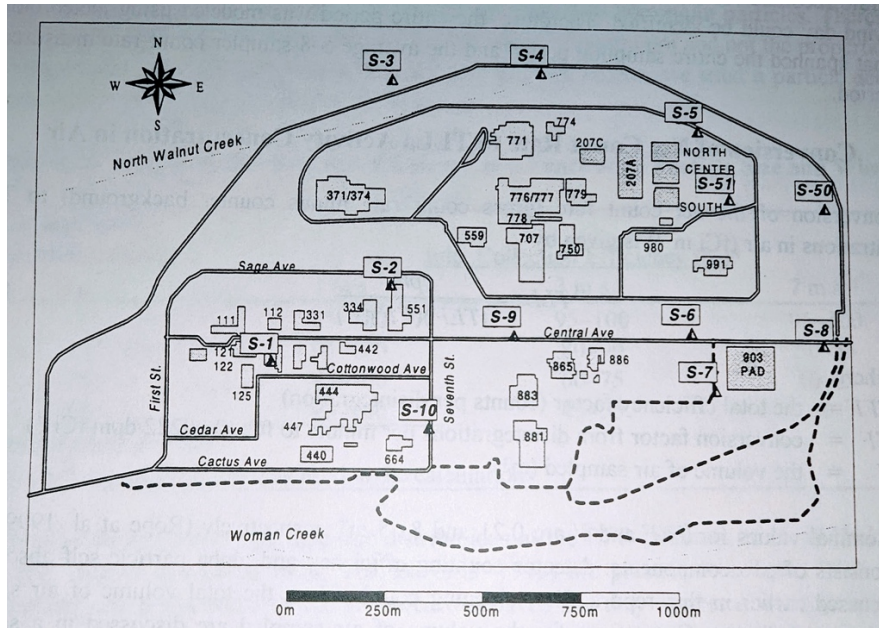 N
W E
S
North Walnut Creek
S-3
S-4
S-5
S-51
S-50
774
771
207C
207A
NORTH
CENTER
SOUTH
371/374
776/777
779
778
559
707
750
980
991
Sage Ave
S-2
S-9
S-6
S-8
Central Ave
111
112
331
334
551
S-1
121
122
125
442
Cottonwood Ave
First St.
Seventh St.
865
886
S-7
903
PAD
444
447
S-10
883
881
Cedar Ave
440
664
Cactus Ave
Woman Creek
0m 250m 500m 750m 1000m